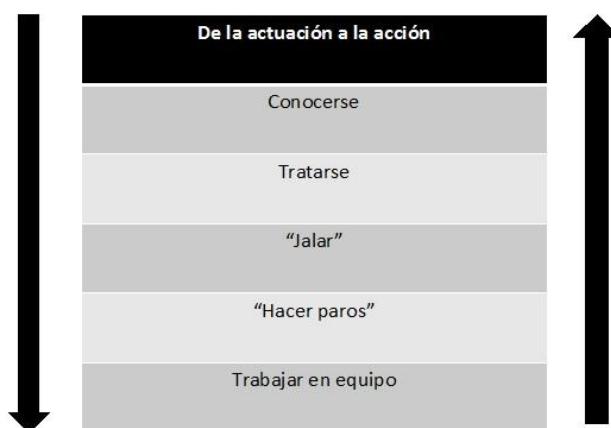 De la actuación a la acción
Conocerse
Tratarse
“Jalar”
“Hacer paros”
Trabajar en equipo